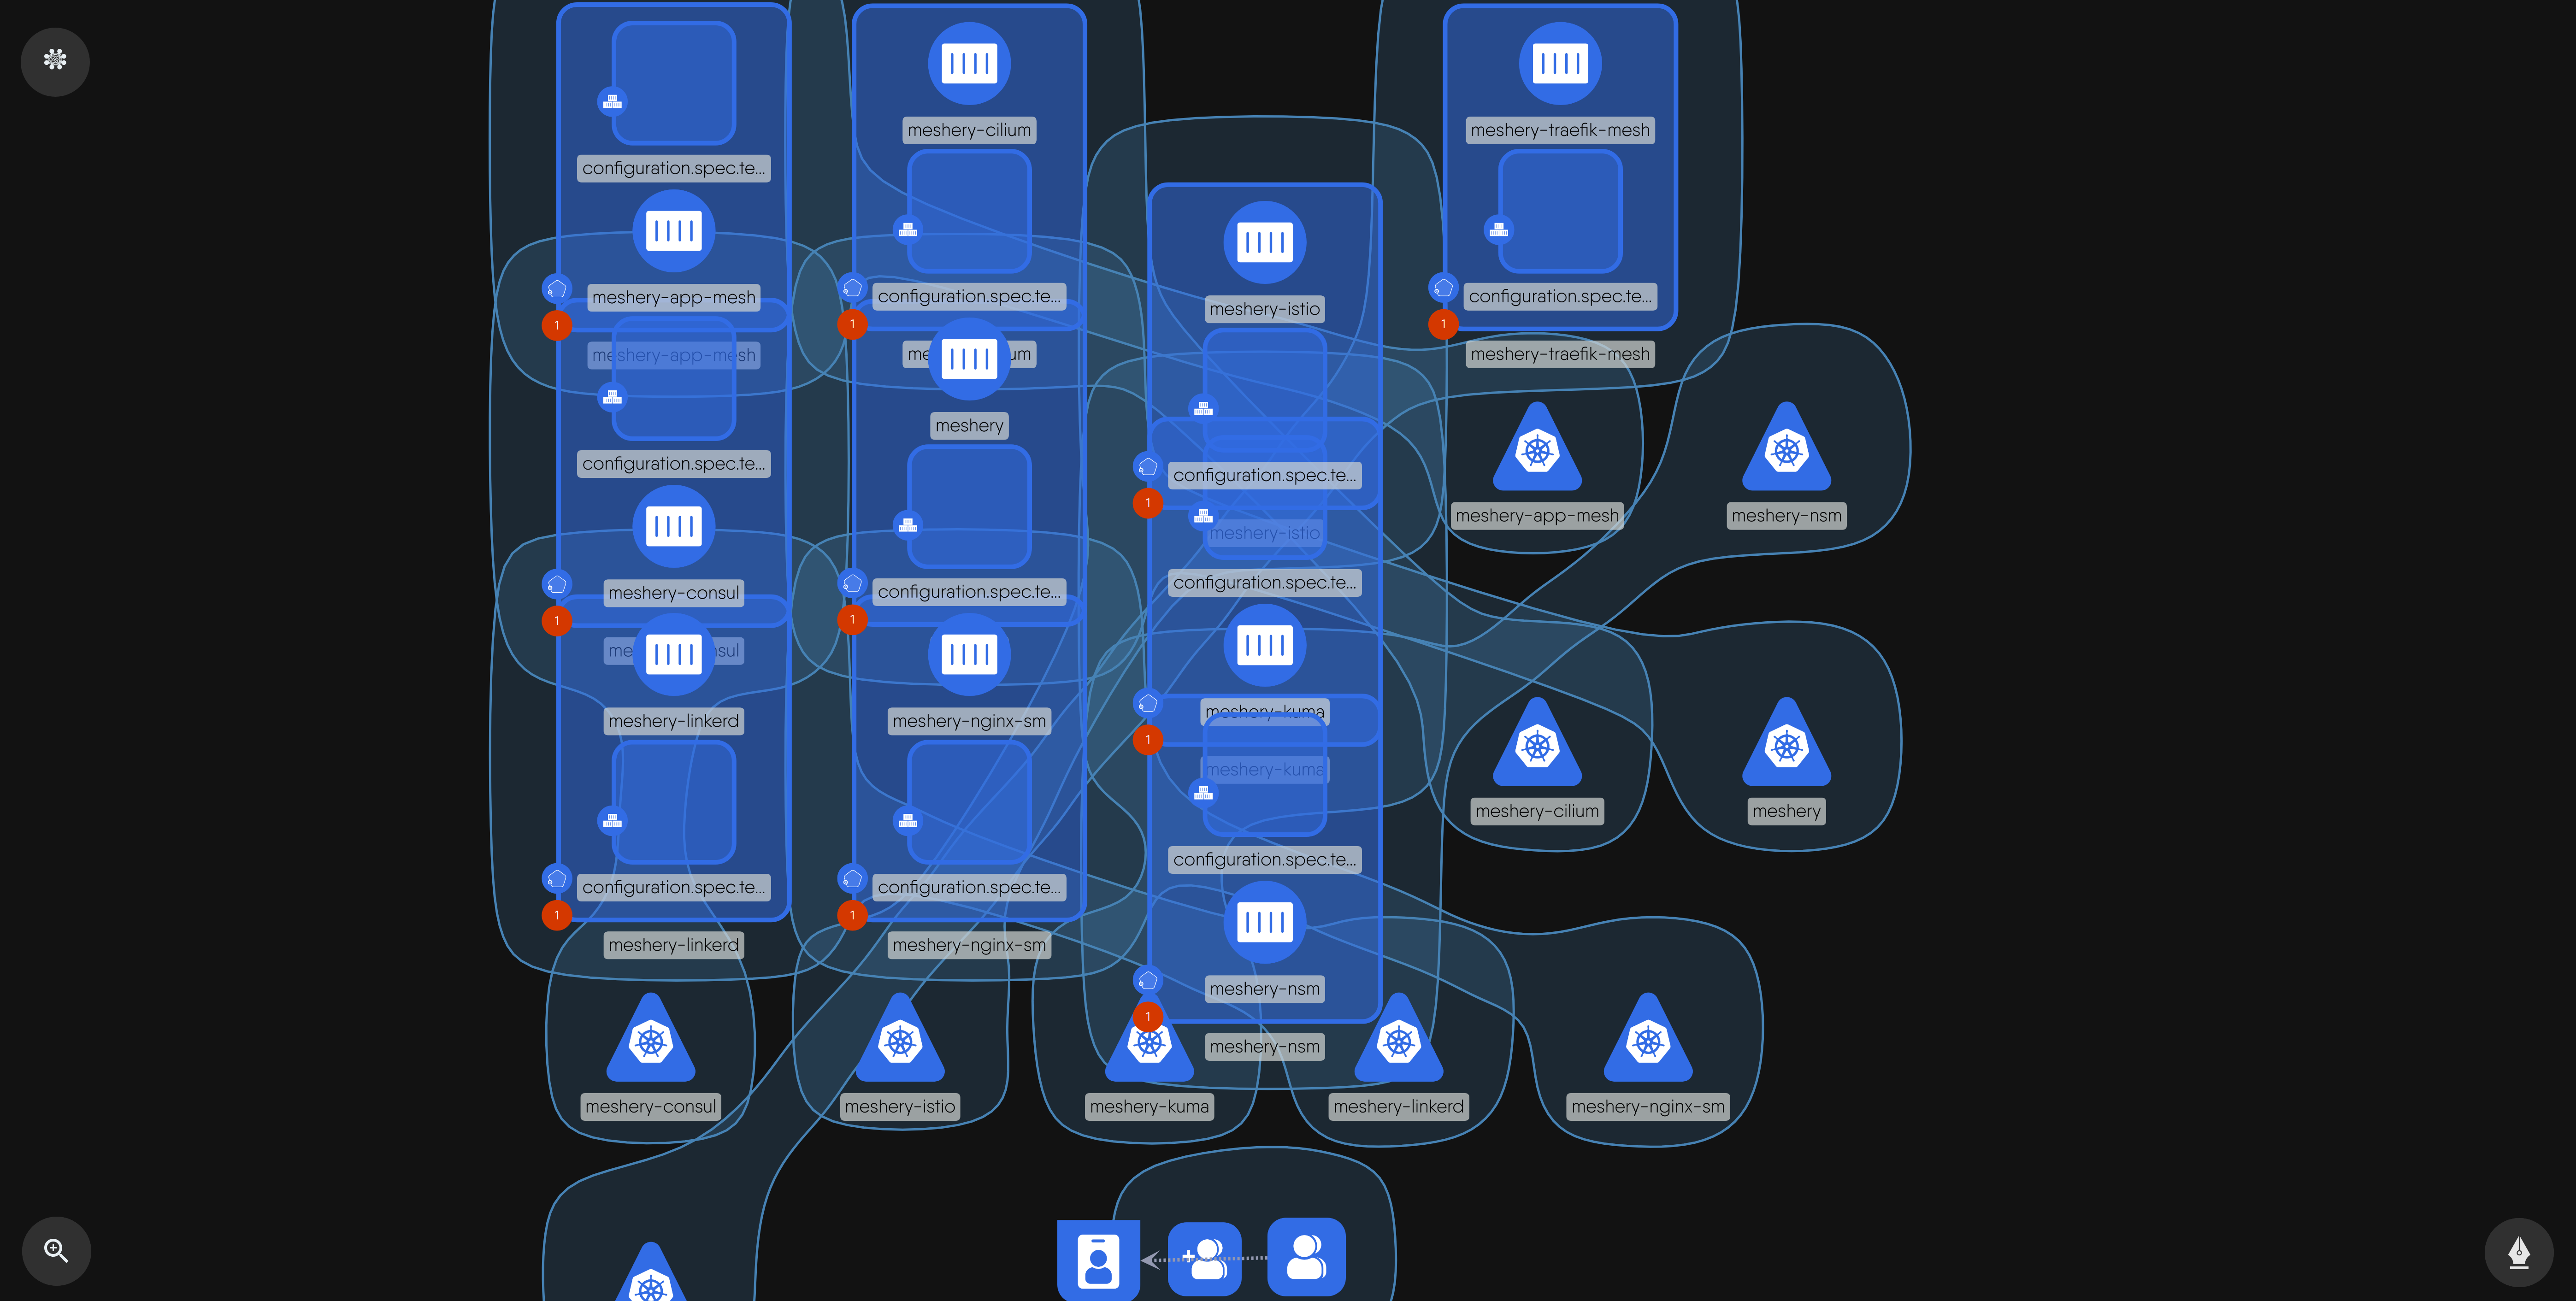 configuration.spec.te...
meshery-app-mesh
1
meshery-app-mesh
configuration.spec.te...
meshery-consul
1
meshery-linkerd
configuration.spec.te...
1
meshery-linkerd
meshery-cilium
configuration.spec.te...
1
meshery
configuration.spec.te...
1
meshery-nginx-sm
configuration.spec.te...
1
meshery-nginx-sm
meshery-istio
configuration.spec.te...
1
meshery-istio
configuration.spec.te...
meshery-kuma
1
meshery-kuma
configuration.spec.te...
meshery-nsm
1
meshery-nsm
meshery-traefik-mesh
configuration.spec.te...
1
meshery-traefik-mesh
meshery-app-mesh
meshery-nsm
meshery-cilium
meshery
meshery-consul
meshery-istio
meshery-kuma
meshery-linkerd
meshery-nginx-sm